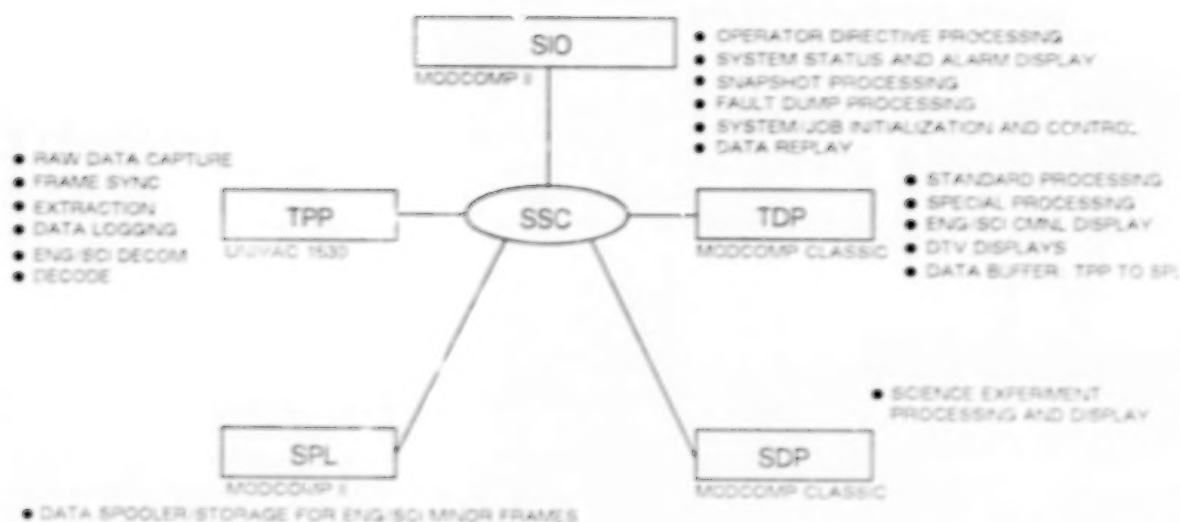 SIO
MODCOMP II
● OPERATOR DIRECTIVE PROCESSING
● SYSTEM STATUS AND ALARM DISPLAY
● SNAPSHOT PROCESSING
● FAULT DUMP PROCESSING
● SYSTEM/JOB INITIALIZATION AND CONTROL
● DATA REPLAY
● RAW DATA CAPTURE
● FRAME SYNC
● EXTRACTION
● DATA LOGGING
● ENG/SCI DECOM
● DECODE
TPP
UNIVAC 1530
SSC
TDP
MODCOMP CLASSIC
● STANDARD PROCESSING
● SPECIAL PROCESSING
● ENG/SCI CMNL DISPLAY
● DTV DISPLAYS
● DATA BUFFER: TPP TO SPL
SPL
MODCOMP II
● DATA SPOOLER/STORAGE FOR ENG/SCI MINOR FRAMES
● SCIENCE EXPERIMENT
PROCESSING AND DISPLAY
SDP
MODCOMP CLASSIC